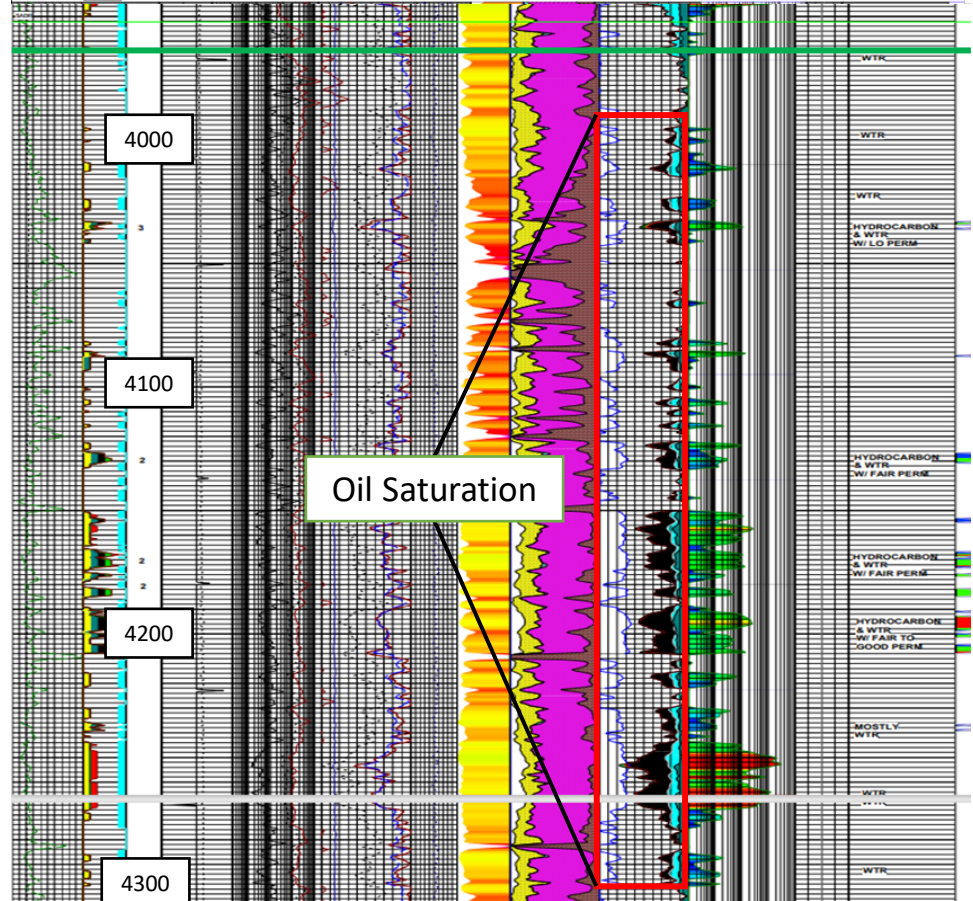 WTR
4000
WTR
WTR
3
HYDROCARBON
& WTR
W/ LO PERM
4100
2
HYDROCARBON
& WTR
W/ FAIR PERM
Oil Saturation
2
HYDROCARBON
& WTR
W/ FAIR PERM
2
4200
HYDROCARBON
& WTR
W/ FAIR TO
GOOD PERM
MOSTLY
WTR
WTR
WTR
4300
WTR